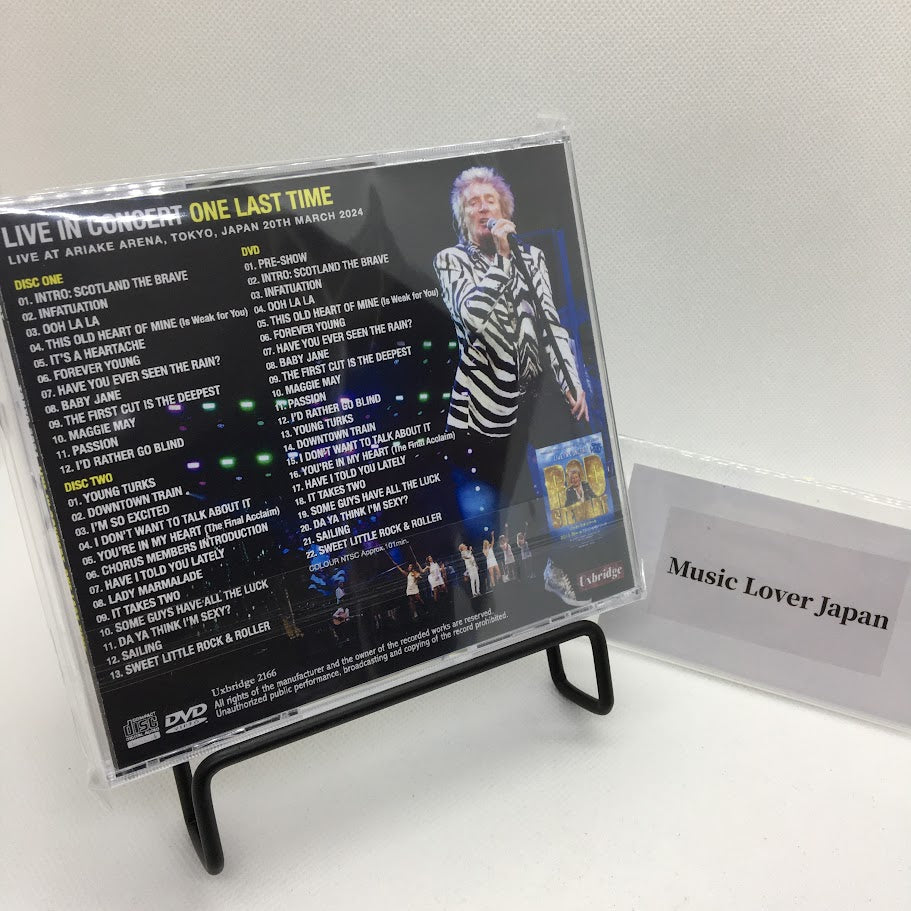 LIVE IN CONCERT ONE LAST TIME
LIVE AT ARIAKE ARENA, TOKYO, JAPAN 20TH MARCH 2024
DISC ONE
01. INTRO: SCOTLAND THE BRAVE
02. INFATUATION
03. OOH LA LA
04. THIS OLD HEART OF MINE (Is Weak for You)
05. IT'S A HEARTACHE
06. FOREVER YOUNG
07. HAVE YOU EVER SEEN THE RAIN?
08. BABY JANE
09. THE FIRST CUT IS THE DEEPEST
10. MAGGIE MAY
11. PASSION
12. I'D RATHER GO BLIND
DISC TWO
01. YOUNG TURKS
02. DOWNTOWN TRAIN
03. I'M SO EXCITED
04. I DON'T WANT TO TALK ABOUT IT
05. YOU'RE IN MY HEART (The Final Acclaim)
06. CHORUS MEMBERS INTRODUCTION
07. HAVE I TOLD YOU LATELY
08. LADY MARMALADE
09. IT TAKES TWO
10. SOME GUYS HAVE ALL THE LUCK
11. DA YA THINK I'M SEXY?
12. SAILING
13. SWEET LITTLE ROCK & ROLLER
DVD
01. PRE-SHOW
02. INTRO: SCOTLAND THE BRAVE
03. INFATUATION
04. OOH LA LA
05. THIS OLD HEART OF MINE (Is Weak for You)
06. FOREVER YOUNG
07. HAVE YOU EVER SEEN THE RAIN?
08. BABY JANE
09. THE FIRST CUT IS THE DEEPEST
10. MAGGIE MAY
11. PASSION
12. I'D RATHER GO BLIND
13. YOUNG TURKS
14. DOWNTOWN TRAIN
15. I DON'T WANT TO TALK ABOUT IT
16. YOU'RE IN MY HEART (The Final Acclaim)
17. HAVE I TOLD YOU LATELY
18. IT TAKES TWO
19. SOME GUYS HAVE ALL THE LUCK
20. DA YA THINK I'M SEXY?
21. SAILING
22. SWEET LITTLE ROCK & ROLLER
COLOUR NTSC Approx. 101min.
Uxbridge
Uxbridge 2166
All rights of the manufacturer and the owner of the recorded works are reserved.
Unauthorized public performance, broadcasting and copying of the record prohibited.
COMPACT
disc
DIGITAL AUDIO
DVD
VIDEO
Music Lover Japan